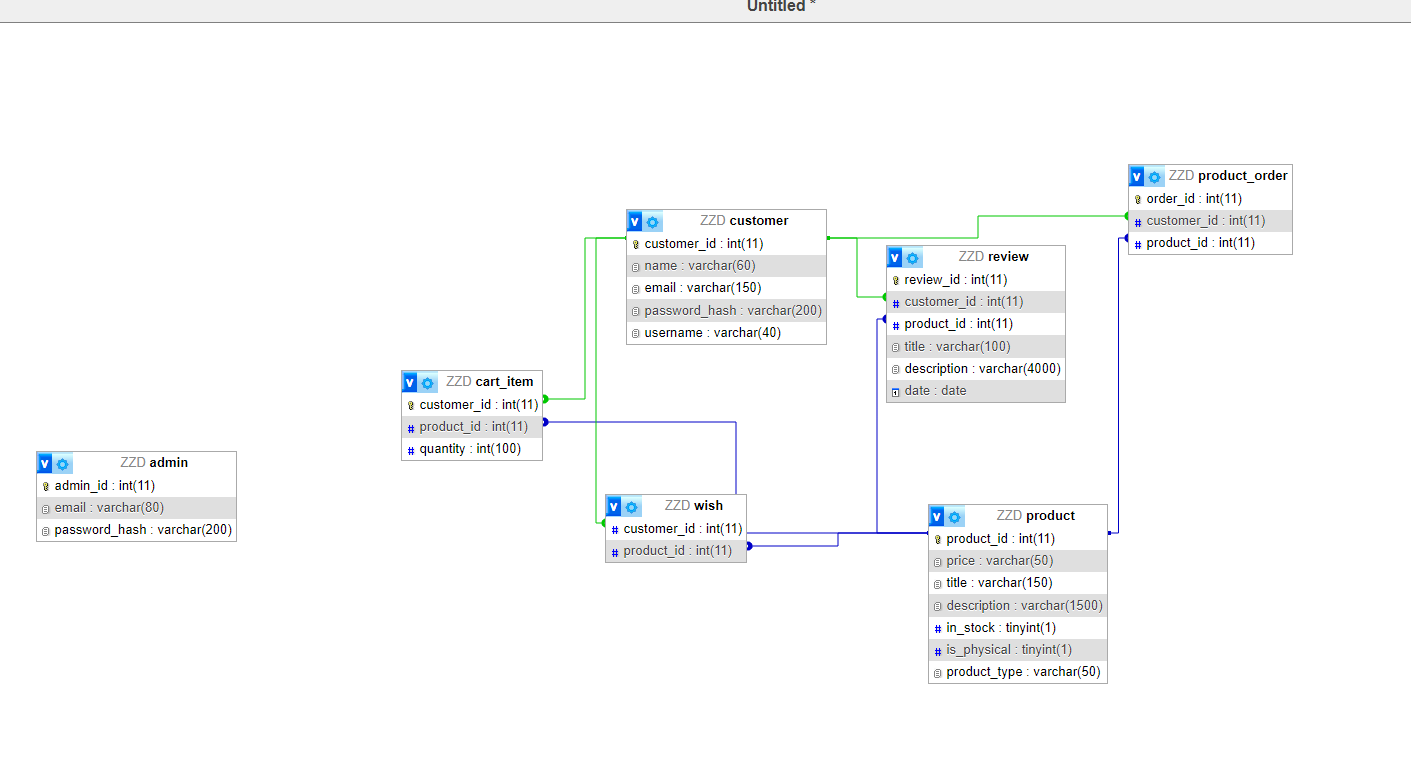 Untitled *
v ZZD product_order
order_id : int(11)
# customer_id : int(11)
# product_id : int(11)
v ZZD customer
customer_id : int(11)
name : varchar(60)
email : varchar(150)
password_hash : varchar(200)
username : varchar(40)
v ZZD review
review_id : int(11)
# customer_id : int(11)
# product_id : int(11)
title : varchar(100)
description : varchar(4000)
date : date
v ZZD cart_item
customer_id : int(11)
# product_id : int(11)
# quantity : int(100)
v ZZD admin
admin_id : int(11)
email : varchar(80)
password_hash : varchar(200)
v ZZD wish
# customer_id : int(11)
# product_id : int(11)
v ZZD product
product_id : int(11)
price : varchar(50)
title : varchar(150)
description : varchar(1500)
# in_stock : tinyint(1)
# is_physical : tinyint(1)
product_type : varchar(50)